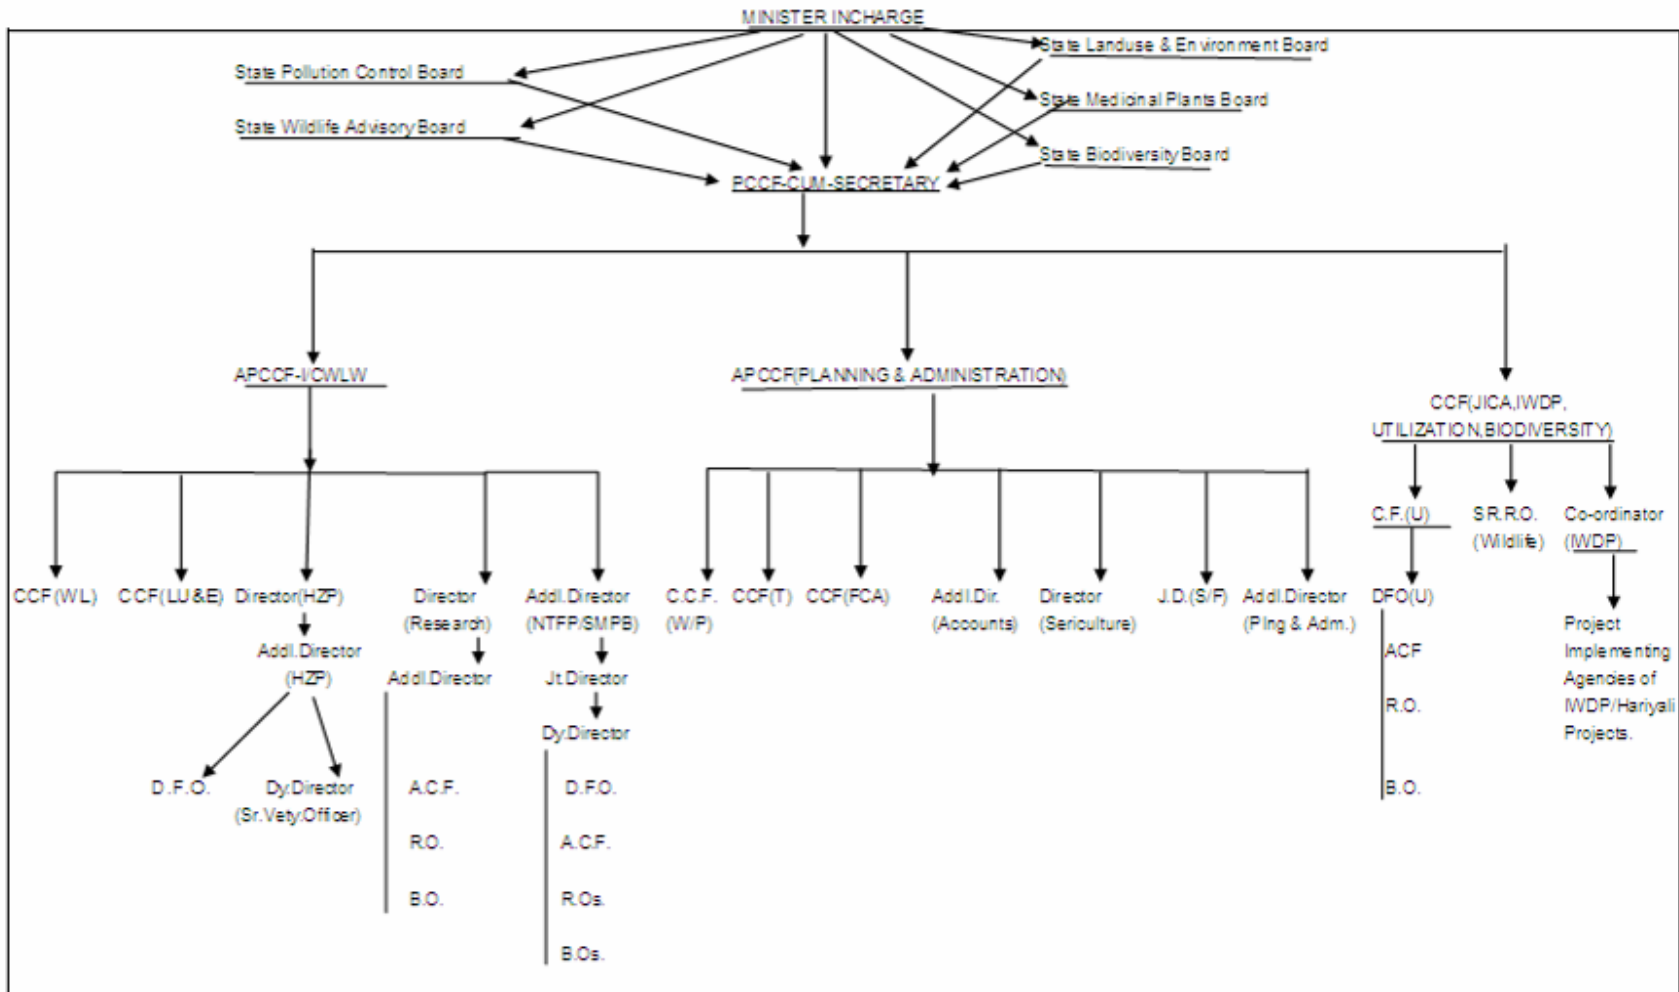 MINISTER INCHARGE
State Landuse & Environment Board
State Pollution Control Board
State Medicinal Plants Board
State Wildlife Advisory Board
State Biodiversity Board
PCCF-CUM-SECRETARY
APCCF-I/CWLW
APCCF(PLANNING & ADMINISTRATION)
CCF(JICA,IWDP,
UTILIZATION,BIODIVERSITY)
C.F.(U)
SR.R.O.
(Wildlife)
Co-ordinator
(IWDP)
CCF(WL)
CCF(LU&E)
Director(HZP)
Director
(Research)
Addl.Director
(NTFP/SMPB)
C.C.F.
(W/P)
CCF(T)
CCF(FCA)
Addl.Dir.
(Accounts)
Director
(Sericulture)
J.D.(S/F)
Addl.Director
(Plng & Adm.)
DFO(U)
Project
Implementing
Agencies of
IWDP/Hariyali
Projects.
Addl.Director
(HZP)
Addl.Director
Jt.Director
Dy.Director
ACF
R.O.
B.O.
D.F.O.
Dy.Director
(Sr.Vety.Officer)
A.C.F.
R.O.
B.O.
D.F.O.
A.C.F.
R.Os.
B.Os.